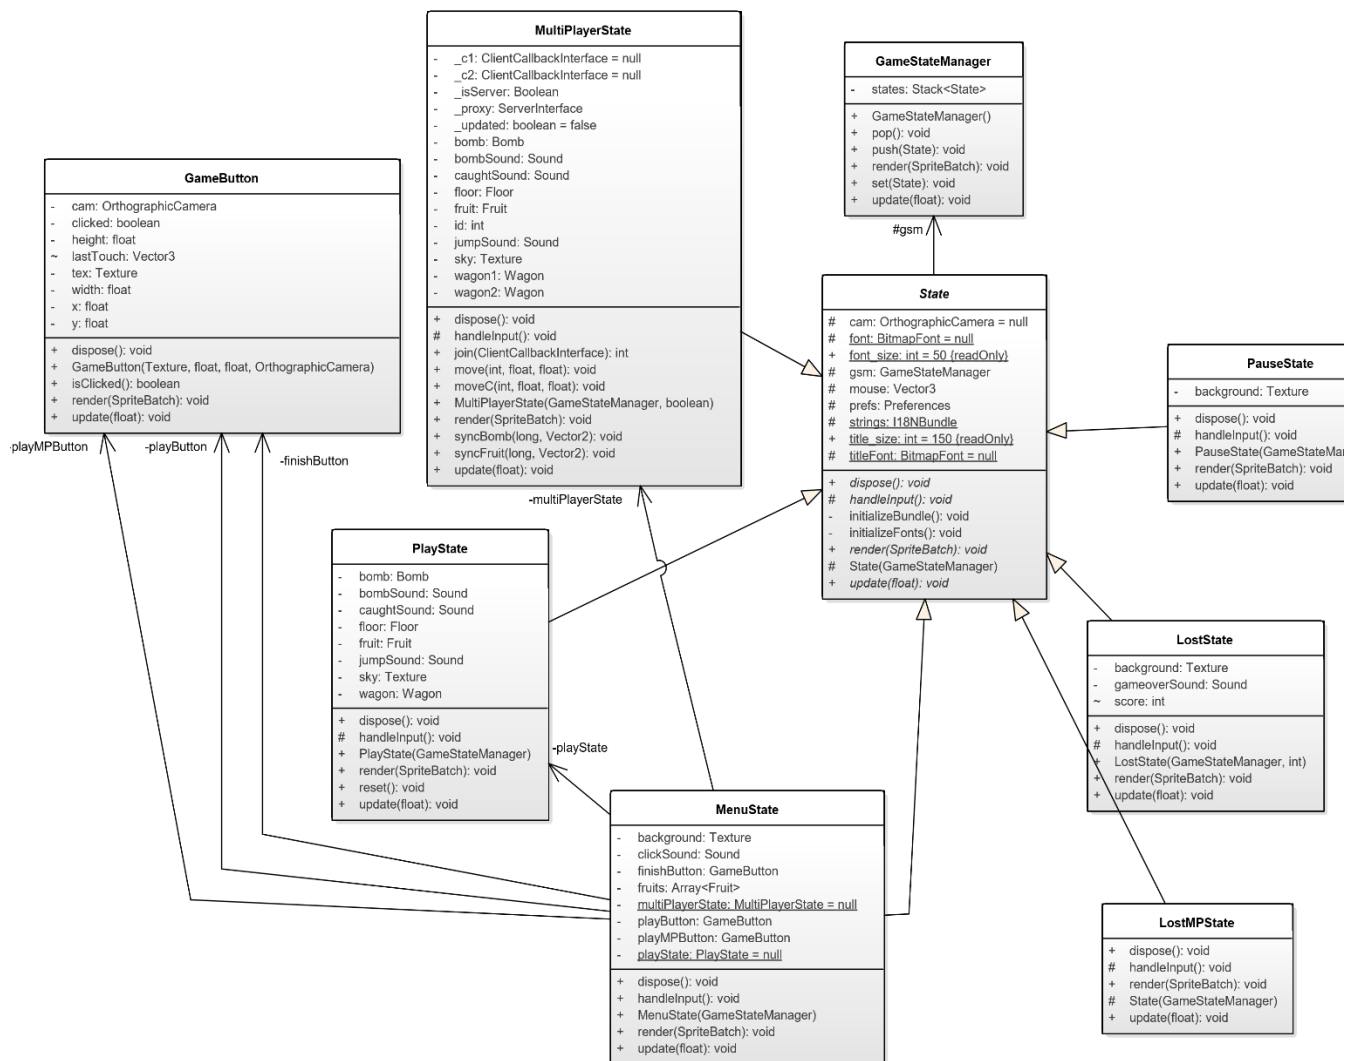 MultiPlayerState
- _c1: ClientCallbackInterface = null
- _c2: ClientCallbackInterface = null
- _isServer: Boolean
- _proxy: ServerInterface
- _updated: boolean = false
- bomb: Bomb
- bombSound: Sound
- caughtSound: Sound
- floor: Floor
- fruit: Fruit
- id: int
- jumpSound: Sound
- sky: Texture
- wagon1: Wagon
- wagon2: Wagon
+ dispose(): void
# handleInput(): void
+ join(ClientCallbackInterface): int
+ move(int, float, float): void
+ moveC(int, float, float): void
+ MultiPlayerState(GameStateManager, boolean)
+ render(SpriteBatch): void
+ syncBomb(long, Vector2): void
+ syncFruit(long, Vector2): void
+ update(float): void
GameStateManager
- states: Stack<State>
+ GameStateManager()
+ pop(): void
+ push(State): void
+ render(SpriteBatch): void
+ set(State): void
+ update(float): void
#gsm
GameButton
- cam: OrthographicCamera
- clicked: boolean
- height: float
~ lastTouch: Vector3
- tex: Texture
- width: float
- x: float
- y: float
+ dispose(): void
+ GameButton(Texture, float, float, OrthographicCamera)
+ isClicked(): boolean
+ render(SpriteBatch): void
+ update(float): void
-playMPButton
-playButton
-finishButton
-multiPlayerState
State
# cam: OrthographicCamera = null
# font: BitmapFont = null
+ font_size: int = 50 {readOnly}
# gsm: GameStateManager
# mouse: Vector3
# prefs: Preferences
# strings: I18NBundle
+ title_size: int = 150 {readOnly}
# titleFont: BitmapFont = null
+ dispose(): void
# handleInput(): void
- initializeBundle(): void
- initializeFonts(): void
+ render(SpriteBatch): void
# State(GameStateManager)
+ update(float): void
PauseState
- background: Texture
+ dispose(): void
# handleInput(): void
+ PauseState(GameStateMa
+ render(SpriteBatch): void
+ update(float): void
PlayState
- bomb: Bomb
- bombSound: Sound
- caughtSound: Sound
- floor: Floor
- fruit: Fruit
- jumpSound: Sound
- sky: Texture
- wagon: Wagon
+ dispose(): void
# handleInput(): void
+ PlayState(GameStateManager)
+ render(SpriteBatch): void
+ reset(): void
+ update(float): void
-playState
LostState
- background: Texture
- gameoverSound: Sound
~ score: int
+ dispose(): void
# handleInput(): void
+ LostState(GameStateManager, int)
+ render(SpriteBatch): void
+ update(float): void
MenuState
- background: Texture
- clickSound: Sound
- finishButton: GameButton
- fruits: Array<Fruit>
- multiPlayerState: MultiPlayerState = null
- playButton: GameButton
- playMPButton: GameButton
- playState: PlayState = null
+ dispose(): void
+ handleInput(): void
+ MenuState(GameStateManager)
+ render(SpriteBatch): void
+ update(float): void
LostMPState
+ dispose(): void
# handleInput(): void
+ render(SpriteBatch): void
# State(GameStateManager)
+ update(float): void